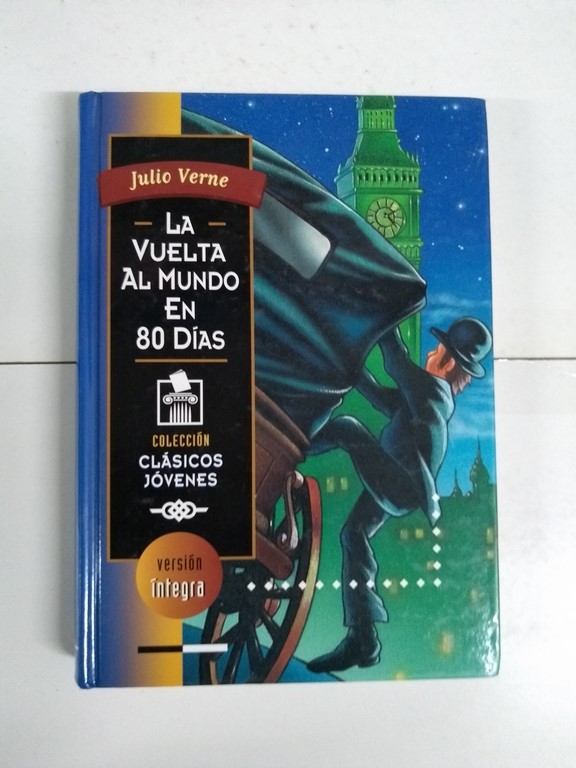 Julio Verne
LA
VUELTA
AL MUNDO
EN
80 DÍAS
COLECCIÓN
CLÁSICOS
JÓVENES
versión
íntegra